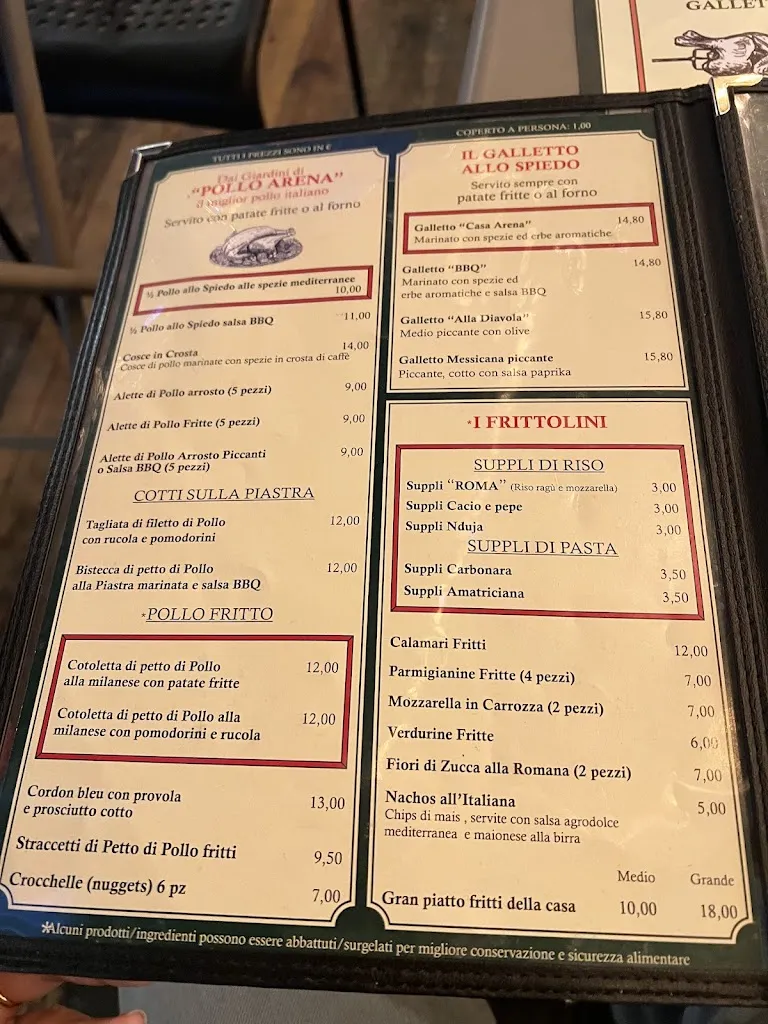 GALLET
TUTTI I PREZZI SONO IN €
COPERTO A PERSONA: 1,00
Dai Giardini di
"POLLO ARENA"
il miglior pollo italiano
Servito con patate fritte o al forno
½ Pollo allo Spiedo alle spezie mediterranee
10,00
½ Pollo allo Spiedo salsa BBQ 11,00
Cosce in Crosta 14,00
Cosce di pollo marinate con spezie in crosta di caffè
Alette di Pollo arrosto (5 pezzi) 9,00
Alette di Pollo Fritte (5 pezzi) 9,00
Alette di Pollo Arrosto Piccanti 9,00
o Salsa BBQ (5 pezzi)
COTTI SULLA PIASTRA
Tagliata di filetto di Pollo 12,00
con rucola e pomodorini
Bistecca di petto di Pollo 12,00
alla Piastra marinata e salsa BBQ
*POLLO FRITTO
Cotoletta di petto di Pollo 12,00
alla milanese con patate fritte
Cotoletta di petto di Pollo alla 12,00
milanese con pomodorini e rucola
Cordon bleu con provola 13,00
e prosciutto cotto
Straccetti di Petto di Pollo fritti 9,50
Crocchelle (nuggets) 6 pz 7,00
IL GALLETTO
ALLO SPIEDO
Servito sempre con
patate fritte o al forno
Galletto "Casa Arena" 14,80
Marinato con spezie ed erbe aromatiche
Galletto "BBQ" 14,80
Marinato con spezie ed
erbe aromatiche e salsa BBQ
Galletto "Alla Diavola" 15,80
Medio piccante con olive
Galletto Messicana piccante 15,80
Piccante, cotto con salsa paprika
*I FRITTOLINI
SUPPLI DI RISO
Suppli "ROMA" (Riso ragù e mozzarella) 3,00
Suppli Cacio e pepe 3,00
Suppli Nduja 3,00
SUPPLI DI PASTA
Suppli Carbonara 3,50
Suppli Amatriciana 3,50
Calamari Fritti 12,00
Parmigianine Fritte (4 pezzi) 7,00
Mozzarella in Carrozza (2 pezzi) 7,00
Verdurine Fritte 6,00
Fiori di Zucca alla Romana (2 pezzi) 7,00
Nachos all'Italiana 5,00
Chips di mais , servite con salsa agrodolce
mediterranea e maionese alla birra
Medio Grande
Gran piatto fritti della casa 10,00 18,00
*Alcuni prodotti/ingredienti possono essere abbattuti/surgelati per migliore conservazione e sicurezza alimentare